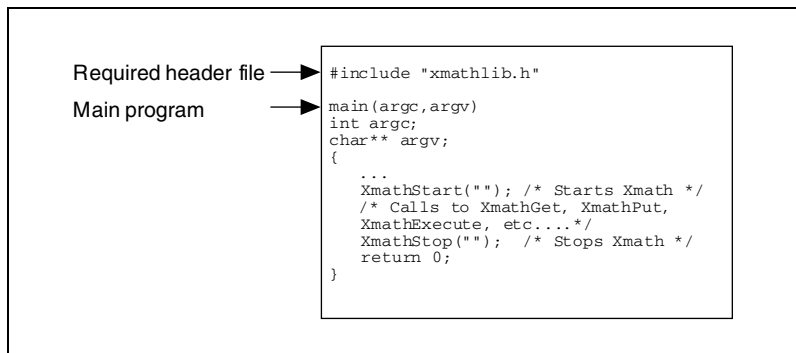 Required header file
#include "xmathlib.h"
Main program
main(argc,argv)
int argc;
char** argv;
{
...
XmathStart(""); /* Starts Xmath */
/* Calls to XmathGet, XmathPut,
XmathExecute, etc....*/
XmathStop("");  /* Stops Xmath */
return 0;
}